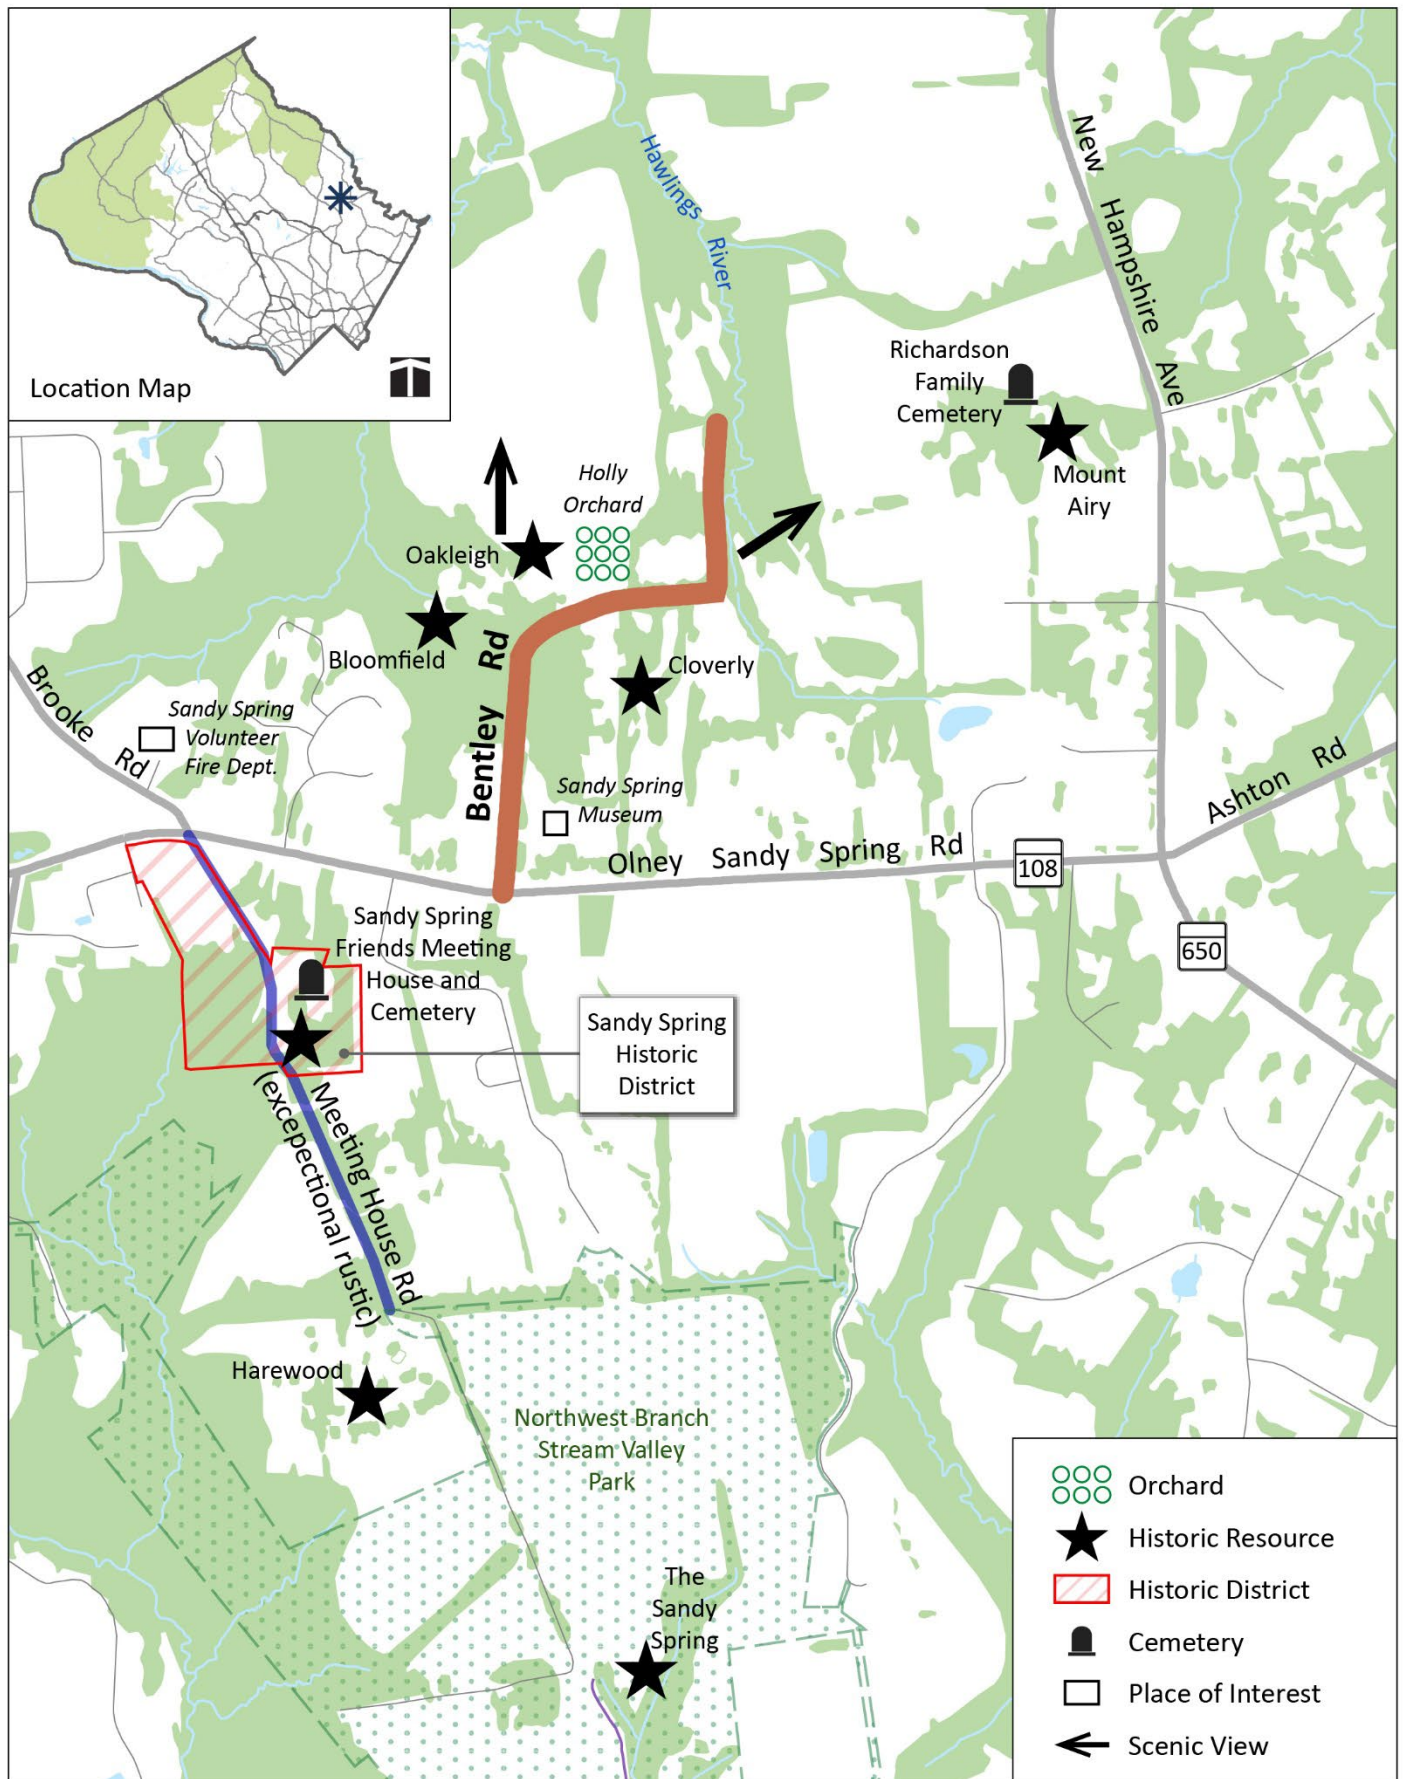 Location Map
Hawlings River
New Hampshire Ave
Richardson
Family
Cemetery
Mount
Airy
Holly
Orchard
Oakleigh
Bloomfield
Bentley Rd
Cloverly
Brooke Rd
Sandy Spring
Volunteer
Fire Dept.
Sandy Spring
Museum
Olney Sandy Spring Rd
108
Ashton Rd
650
Sandy Spring
Friends Meeting
House and
Cemetery
Sandy Spring
Historic
District
Meeting House Rd
(excepectional rustic)
Harewood
Northwest Branch
Stream Valley
Park
The
Sandy
Spring
Orchard
Historic Resource
Historic District
Cemetery
Place of Interest
Scenic View